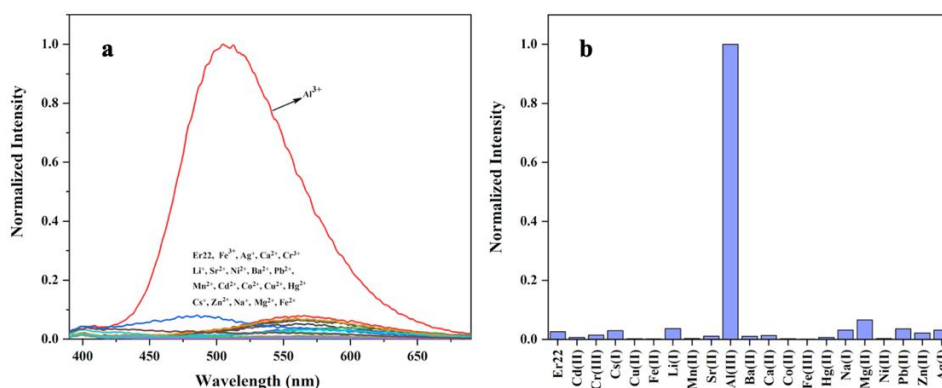 a
Normalized Intensity
1.0
0.8
0.6
0.4
0.2
0.0
Al³⁺
Er22, Fe³⁺, Ag⁺, Ca²⁺, Cr³⁺
Li⁺, Sr²⁺, Ni²⁺, Ba²⁺, Pb²⁺,
Mn²⁺, Cd²⁺, Co²⁺, Cu²⁺, Hg²⁺
Cs⁺, Zn²⁺, Na⁺, Mg²⁺, Fe²⁺
400 450 500 550 600 650
Wavelength (nm)
b
Normalized Intensity
1.0
0.8
0.6
0.4
0.2
0.0
Er22
Cd(II)
Cr(III)
Cs(I)
Cu(II)
Fe(II)
Li(I)
Mn(II)
Sr(II)
Al(II)
Ba(II)
Ca(II)
Co(II)
Fe(III)
Hg(II)
Na(I)
Mg(II)
Ni(II)
Pb(II)
Zn(II)